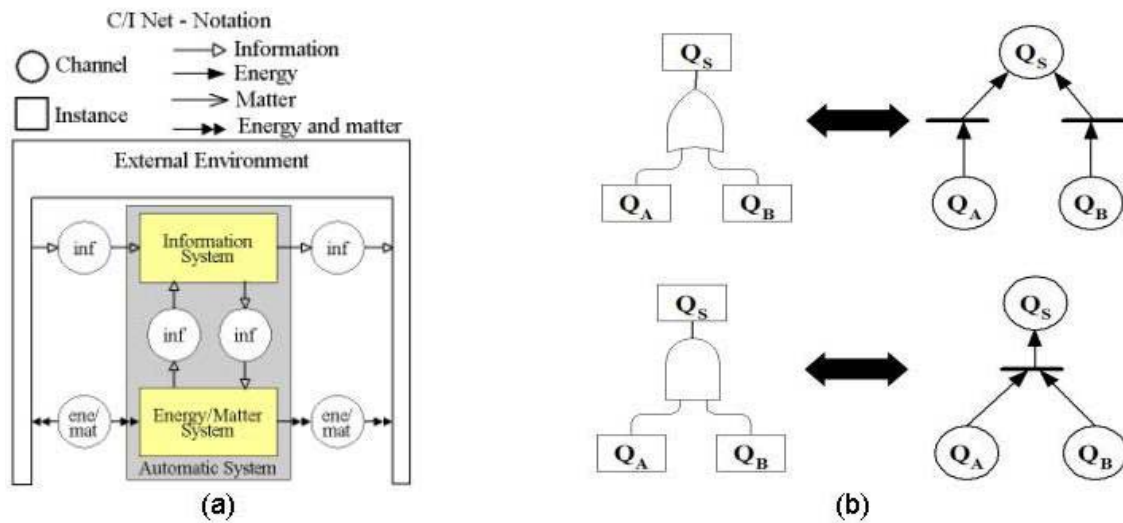 C/I Net - Notation
Channel
Instance
Information
Energy
Matter
Energy and matter
External Environment
inf
Information
System
inf
inf
inf
ene/
mat
Energy/Matter
System
ene/
mat
Automatic System
(a)
Q_S
Q_A
Q_B
Q_S
Q_A
Q_B
Q_S
Q_A
Q_B
Q_S
Q_A
Q_B
(b)